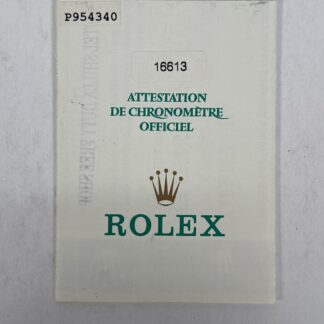 P954340
16613
ATTESTATION
DE CHRONOMÈTRE
OFFICIEL
ROLEX